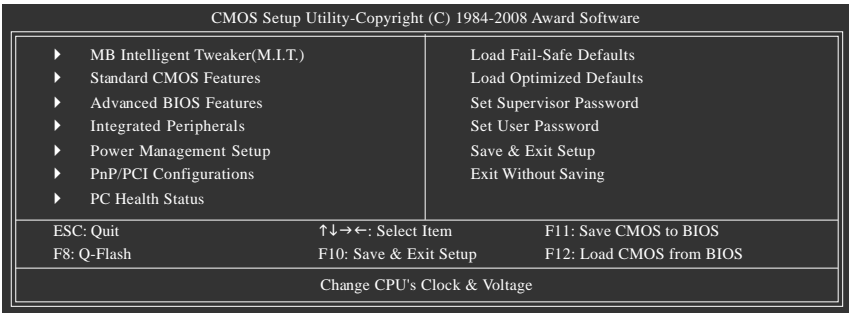 CMOS Setup Utility-Copyright (C) 1984-2008 Award Software
MB Intelligent Tweaker(M.I.T.)
Standard CMOS Features
Advanced BIOS Features
Integrated Peripherals
Power Management Setup
PnP/PCI Configurations
PC Health Status
Load Fail-Safe Defaults
Load Optimized Defaults
Set Supervisor Password
Set User Password
Save & Exit Setup
Exit Without Saving
ESC: Quit
↑↓→←: Select Item
F11: Save CMOS to BIOS
F8: Q-Flash
F10: Save & Exit Setup
F12: Load CMOS from BIOS
Change CPU's Clock & Voltage